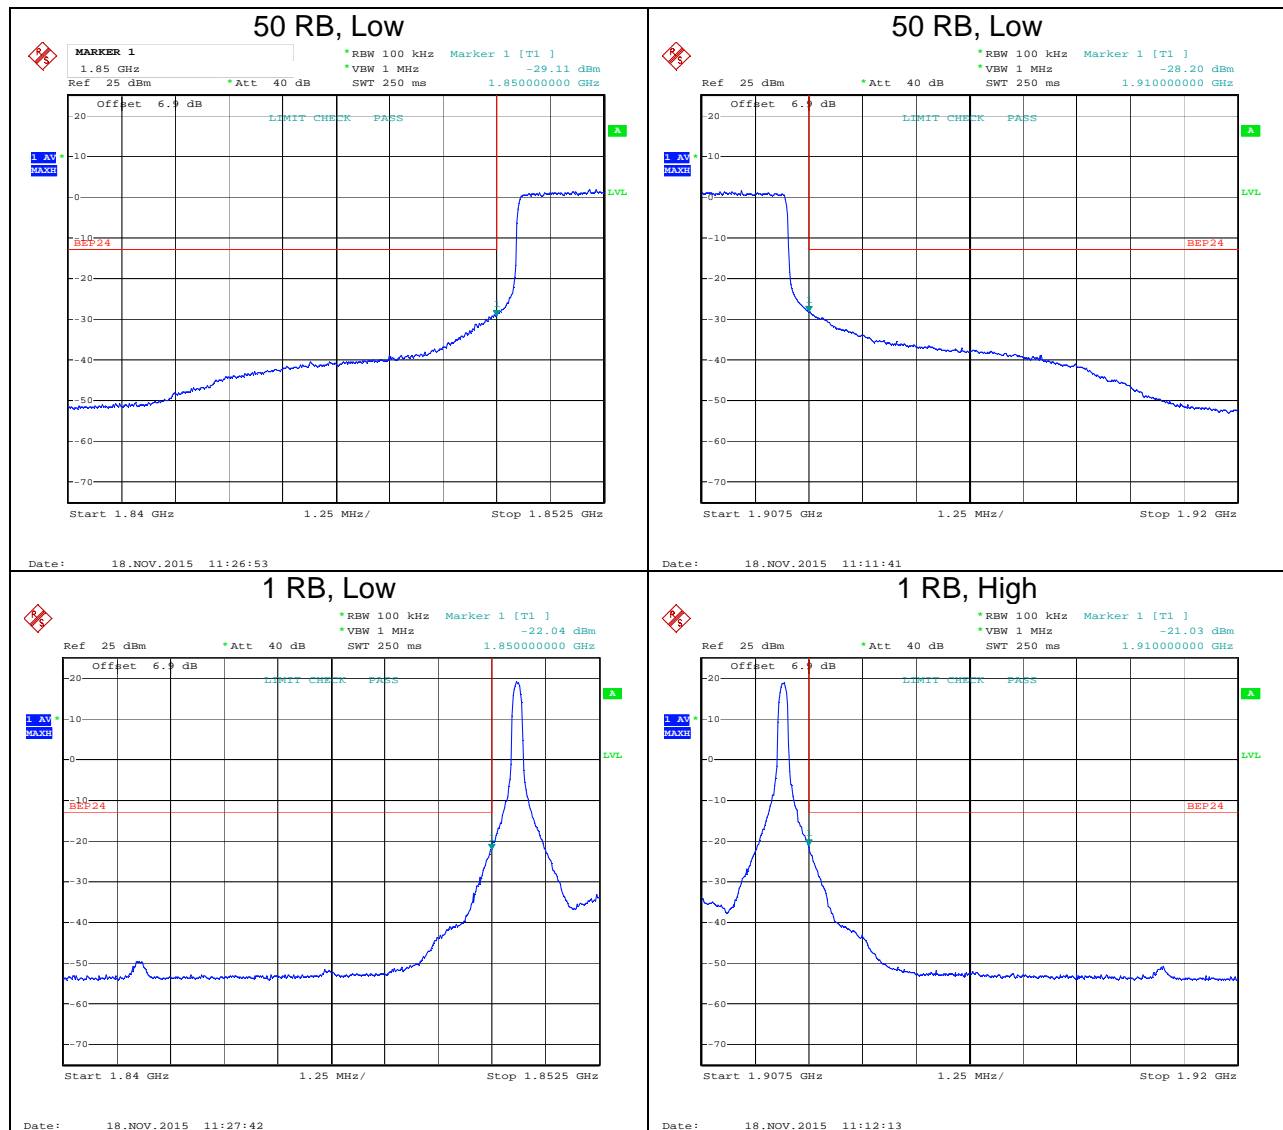 50 RB, Low
MARKER 1
1.85 GHz
*RBW 100 kHz Marker 1 [T1 ]
*VBW 1 MHz -29.11 dBm
Ref 25 dBm *Att 40 dB SWT 250 ms 1.850000000 GHz
Offset 6.9 dB
LIMIT CHECK PASS
A
1 AV *
MAXH
LVL
20
10
0
-10
BEP24
-20
-30
-40
-50
-60
-70
1
Start 1.84 GHz 1.25 MHz/ Stop 1.8525 GHz
Date: 18.NOV.2015 11:26:53
50 RB, Low
*RBW 100 kHz Marker 1 [T1 ]
*VBW 1 MHz -28.20 dBm
Ref 25 dBm *Att 40 dB SWT 250 ms 1.910000000 GHz
Offset 6.9 dB
LIMIT CHECK PASS
A
1 AV *
MAXH
LVL
20
10
0
-10
BEP24
-20
-30
-40
-50
-60
-70
1
Start 1.9075 GHz 1.25 MHz/ Stop 1.92 GHz
Date: 18.NOV.2015 11:11:41
1 RB, Low
*RBW 100 kHz Marker 1 [T1 ]
*VBW 1 MHz -22.04 dBm
Ref 25 dBm *Att 40 dB SWT 250 ms 1.850000000 GHz
Offset 6.9 dB
LIMIT CHECK PASS
A
1 AV *
MAXH
LVL
20
10
0
-10
BEP24
-20
-30
-40
-50
-60
-70
1
Start 1.84 GHz 1.25 MHz/ Stop 1.8525 GHz
Date: 18.NOV.2015 11:27:42
1 RB, High
*RBW 100 kHz Marker 1 [T1 ]
*VBW 1 MHz -21.03 dBm
Ref 25 dBm *Att 40 dB SWT 250 ms 1.910000000 GHz
Offset 6.9 dB
LIMIT CHECK PASS
A
1 AV *
MAXH
LVL
20
10
0
-10
BEP24
-20
-30
-40
-50
-60
-70
1
Start 1.9075 GHz 1.25 MHz/ Stop 1.92 GHz
Date: 18.NOV.2015 11:12:13